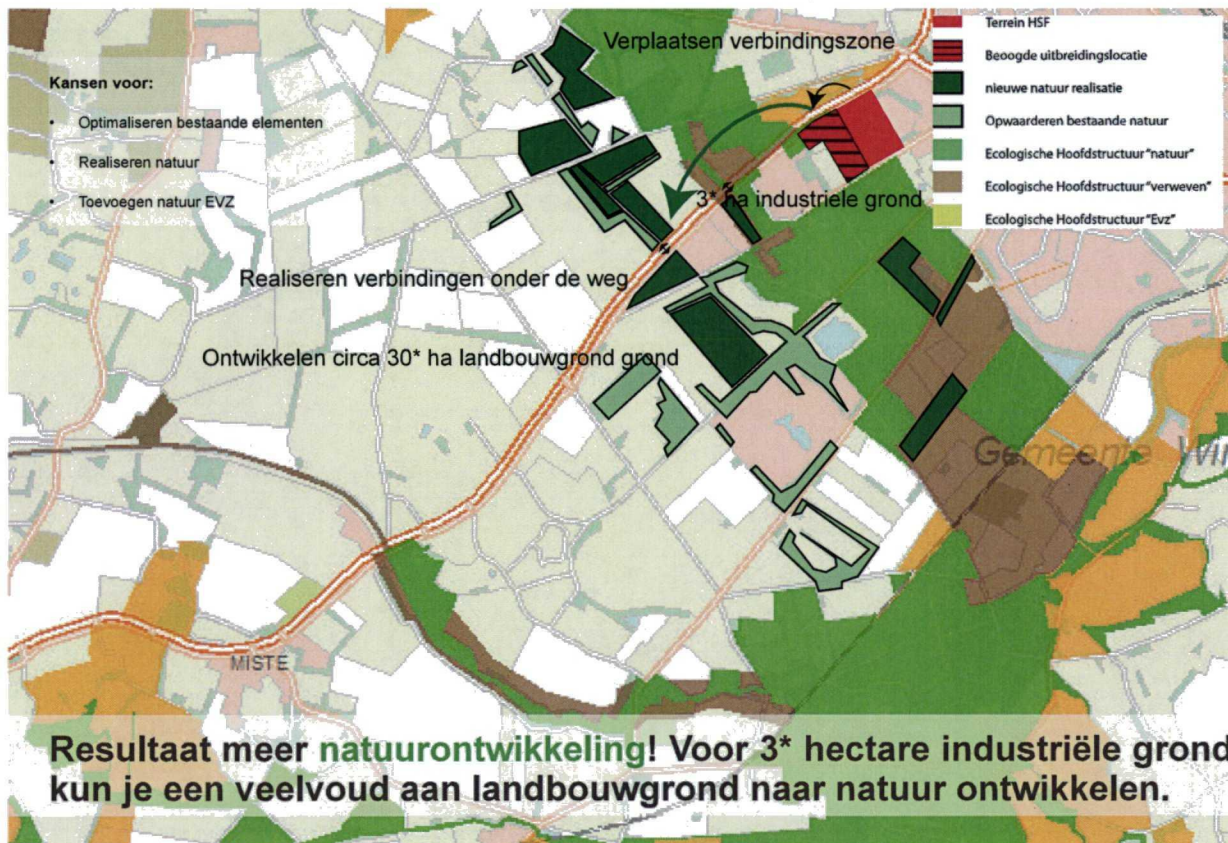 Verplaatsen verbindingszone
Kansen voor:
• Optimaliseren bestaande elementen
• Realiseren natuur
• Toevoegen natuur EVZ
Terrein HSF
Beoogde uitbreidingslocatie
nieuwe natuur realisatie
Opwaarderen bestaande natuur
Ecologische Hoofdstructuur "natuur"
Ecologische Hoofdstructuur "verweven"
Ecologische Hoofdstructuur "Evz"
3* ha industriele grond
Realiseren verbindingen onder de weg
Ontwikkelen circa 30* ha landbouwgrond grond
Gemeente Win
MISTE
Resultaat meer natuurontwikkeling! Voor 3* hectare industriële grond
kun je een veelvoud aan landbouwgrond naar natuur ontwikkelen.